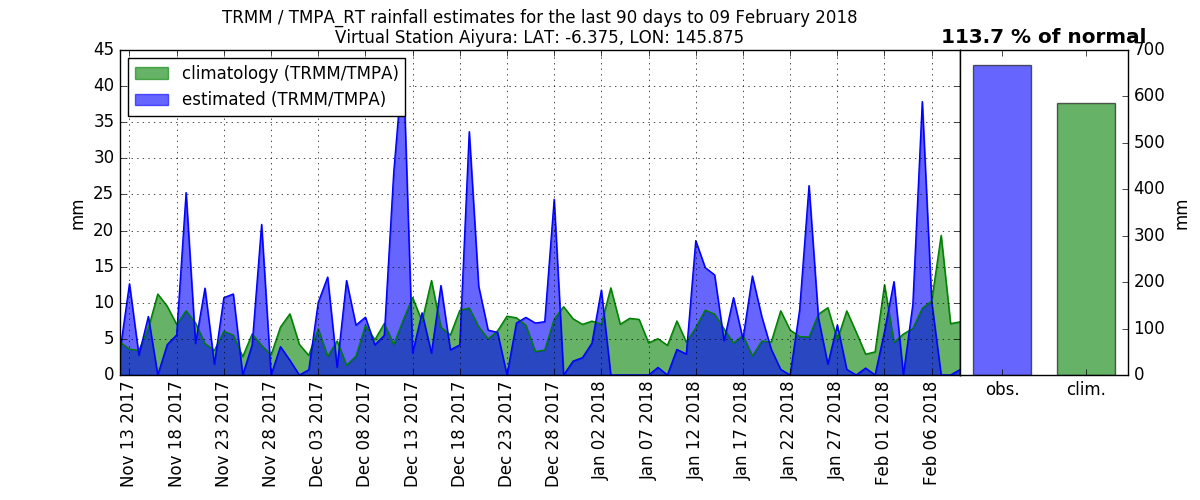 TRMM / TMPA_RT rainfall estimates for the last 90 days to 09 February 2018
Virtual Station Aiyura: LAT: -6.375, LON: 145.875
113.7 % of normal
climatology (TRMM/TMPA)
estimated (TRMM/TMPA)
mm
45
40
35
30
25
20
15
10
5
0
Nov 13 2017
Nov 18 2017
Nov 23 2017
Nov 28 2017
Dec 03 2017
Dec 08 2017
Dec 13 2017
Dec 18 2017
Dec 23 2017
Dec 28 2017
Jan 02 2018
Jan 07 2018
Jan 12 2018
Jan 17 2018
Jan 22 2018
Jan 27 2018
Feb 01 2018
Feb 06 2018
obs.
clim.
700
600
500
400
300
200
100
0
mm